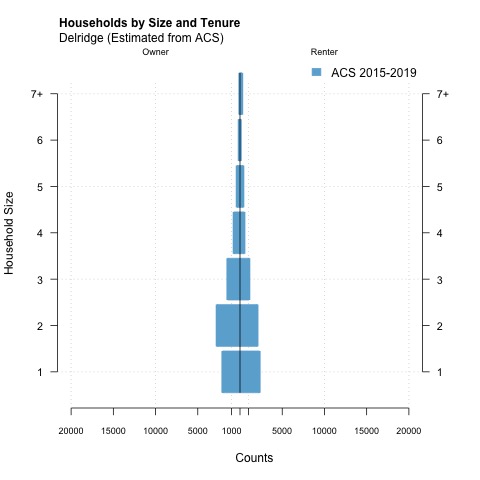 Households by Size and Tenure
Delridge (Estimated from ACS)
Owner Renter
ACS 2015-2019
7+ 7+
6 6
5 5
4 4
3 3
2 2
1 1
Household Size
20000 15000 10000 5000 1000 5000 10000 15000 20000
Counts